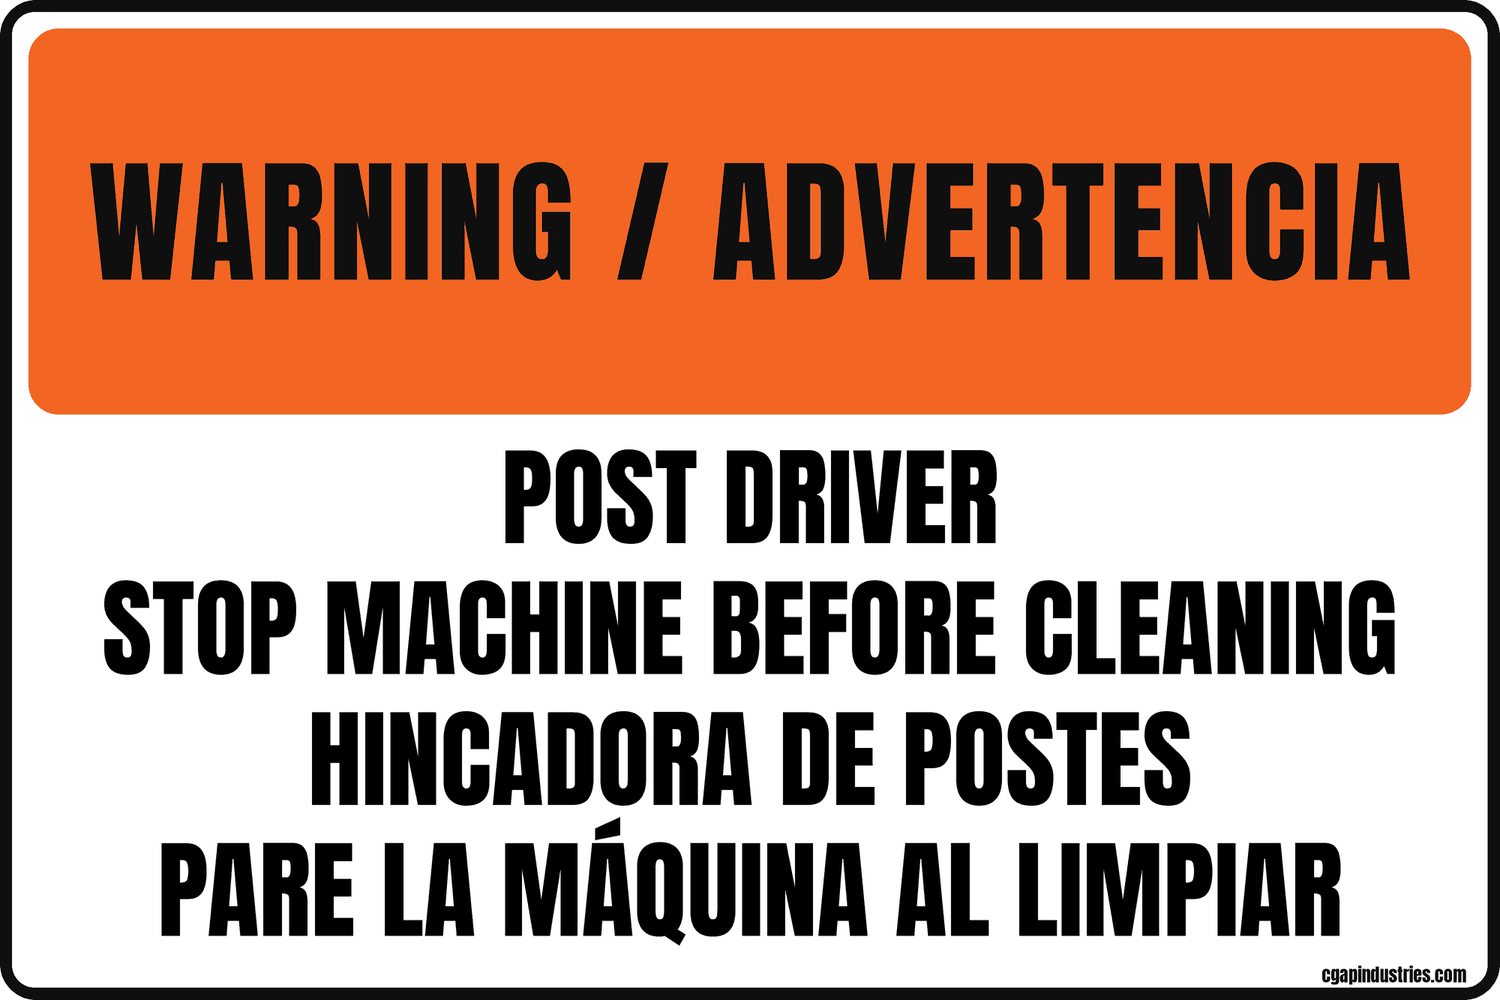 WARNING / ADVERTENCIA
POST DRIVER
STOP MACHINE BEFORE CLEANING
HINCADORA DE POSTES
PARE LA MÁQUINA AL LIMPIAR
cgapindustries.com